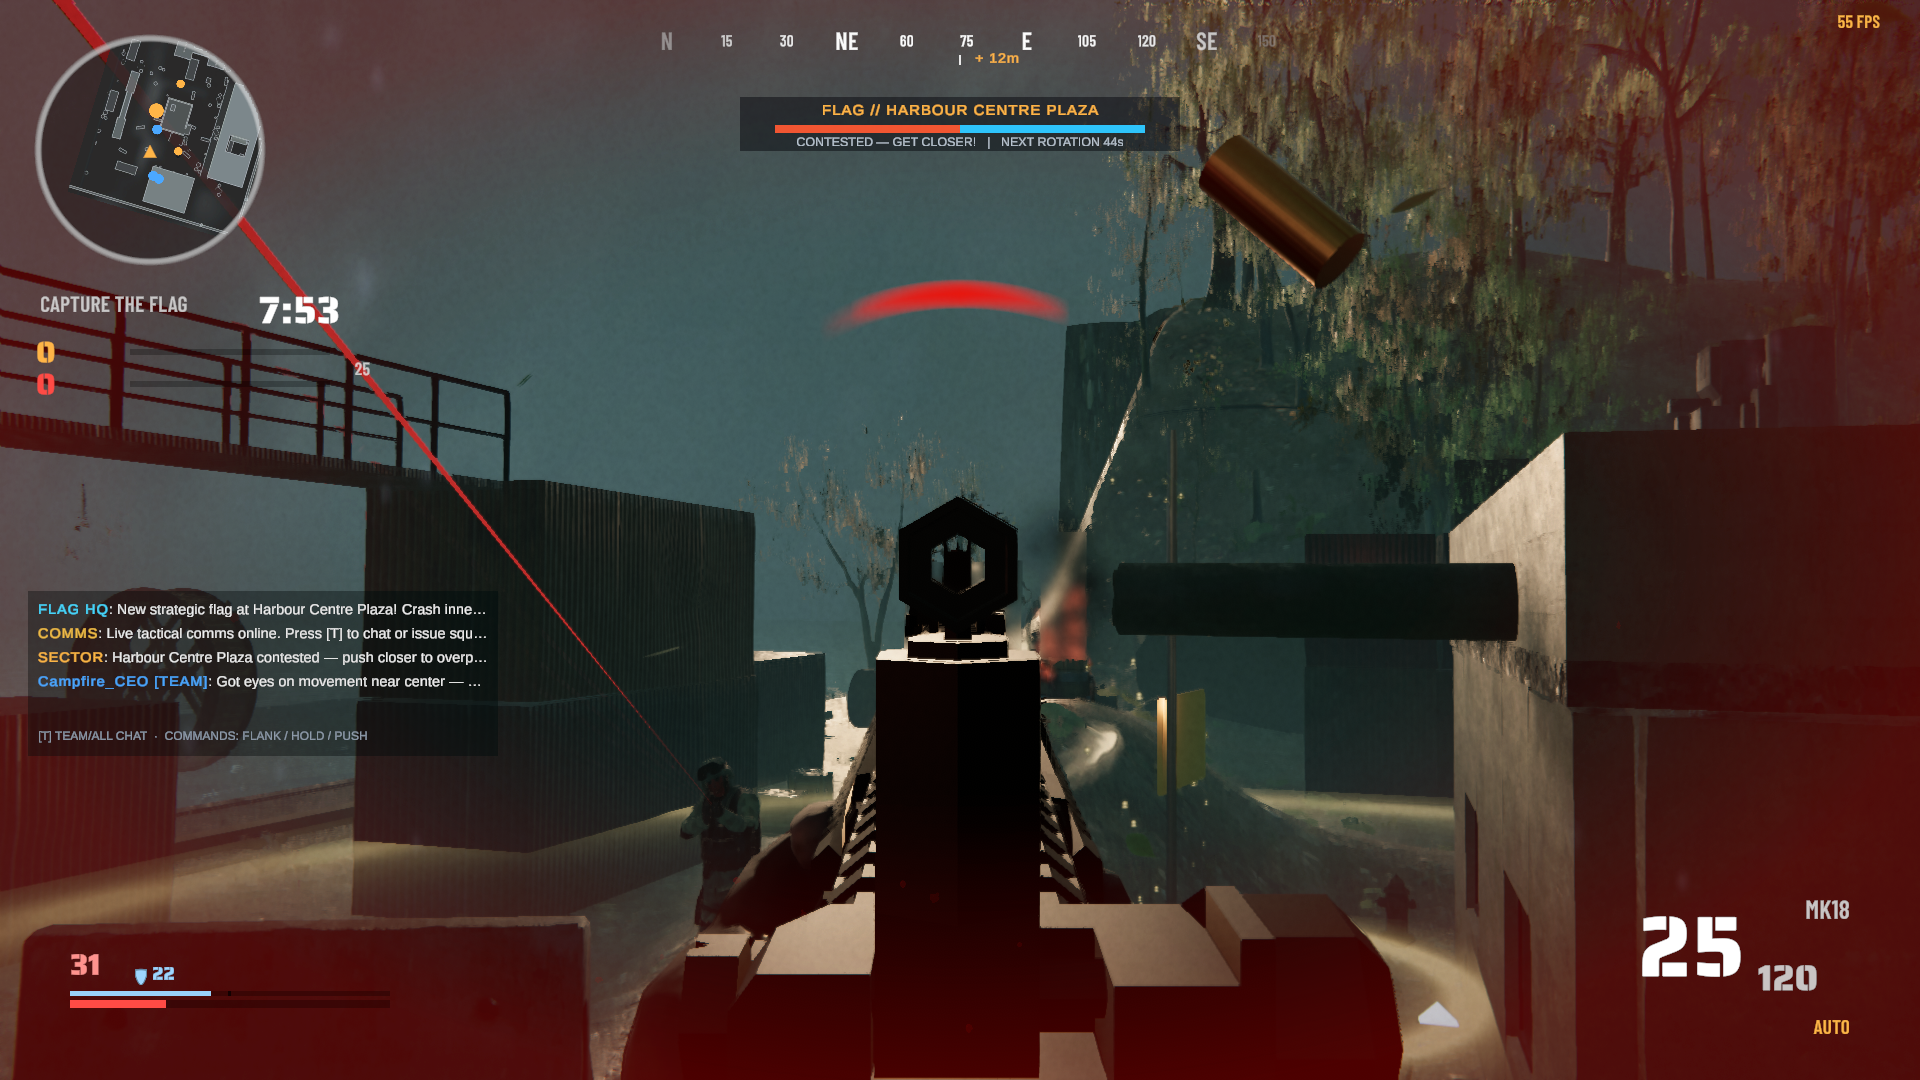 55 FPS
N 15 30 NE 60 75 E 105 120 SE 150
+ 12m
FLAG // HARBOUR CENTRE PLAZA
CONTESTED — GET CLOSER! | NEXT ROTATION 44s
CAPTURE THE FLAG 7:53
0
25
0
FLAG HQ: New strategic flag at Harbour Centre Plaza! Crash inne...
COMMS: Live tactical comms online. Press [T] to chat or issue squ...
SECTOR: Harbour Centre Plaza contested — push closer to overp...
Campfire_CEO [TEAM]: Got eyes on movement near center — ...
[T] TEAM/ALL CHAT · COMMANDS: FLANK / HOLD / PUSH
31 22
MK18
25 120
AUTO